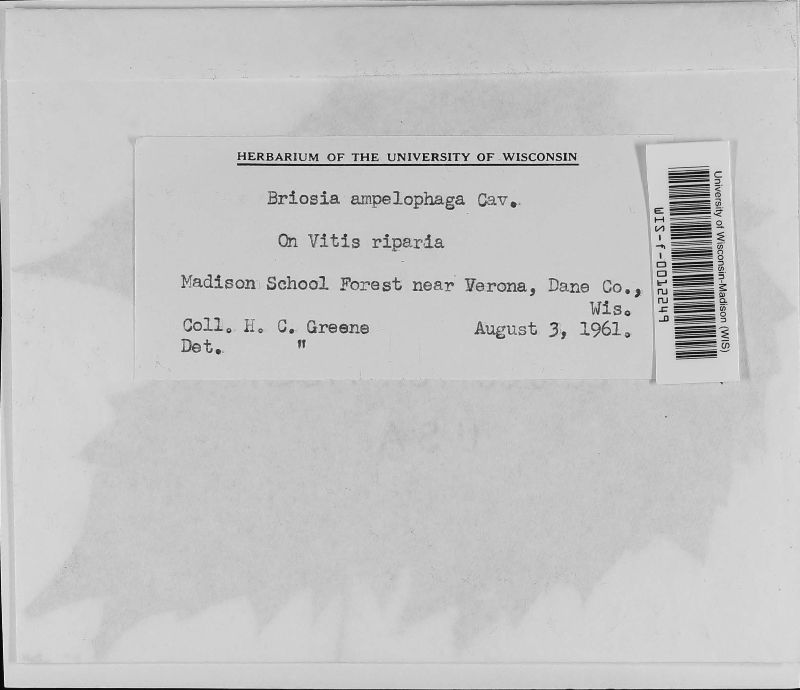 HERBARIUM OF THE UNIVERSITY OF WISCONSIN
Briosia ampelophaga Cav.
On Vitis riparia
Madison School Forest near Verona, Dane Co.,
Wis.
Coll. H. C. Greene August 3, 1961.
Det. "
WIS-f-0012249
University of Wisconsin-Madison (WIS)